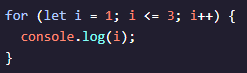 for (let i = 1; i <= 3; i++) {
  console.log(i);
}